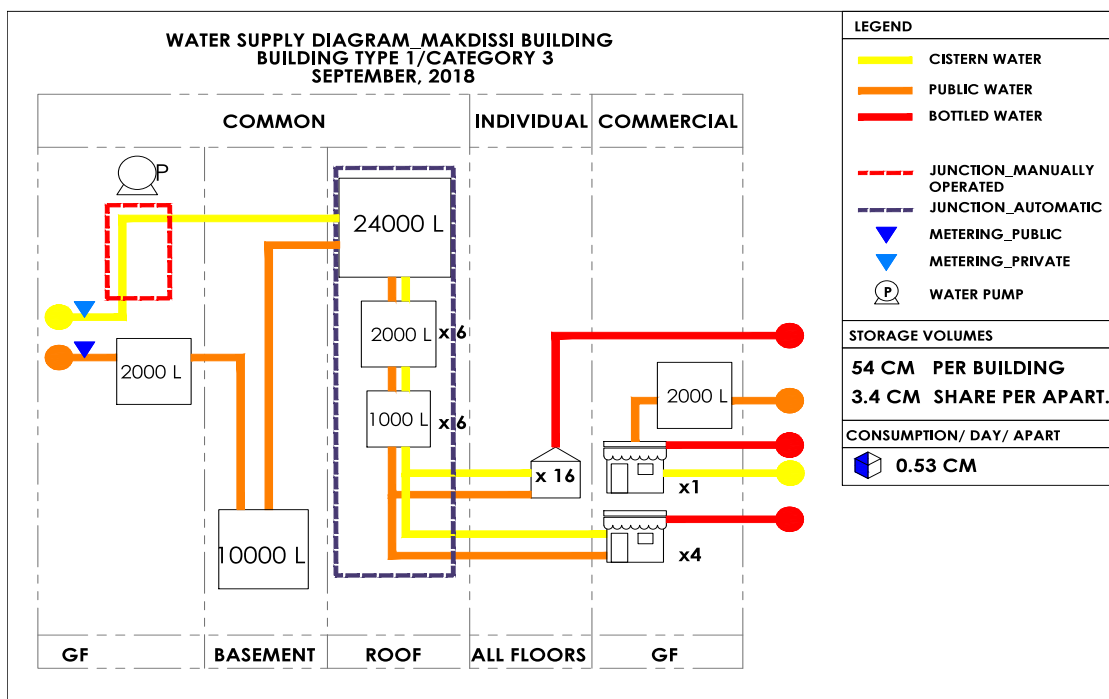 WATER SUPPLY DIAGRAM_MAKDISSI BUILDING
BUILDING TYPE 1/CATEGORY 3
SEPTEMBER, 2018
COMMON
INDIVIDUAL
COMMERCIAL
P
24000 L
2000 L
x 6
2000 L
1000 L
x 6
2000 L
x 16
x1
10000 L
x4
GF
BASEMENT
ROOF
ALL FLOORS
GF
LEGEND
CISTERN WATER
PUBLIC WATER
BOTTLED WATER
JUNCTION_MANUALLY
OPERATED
JUNCTION_AUTOMATIC
METERING_PUBLIC
METERING_PRIVATE
P
WATER PUMP
STORAGE VOLUMES
54 CM PER BUILDING
3.4 CM SHARE PER APART.
CONSUMPTION/ DAY/ APART
0.53 CM